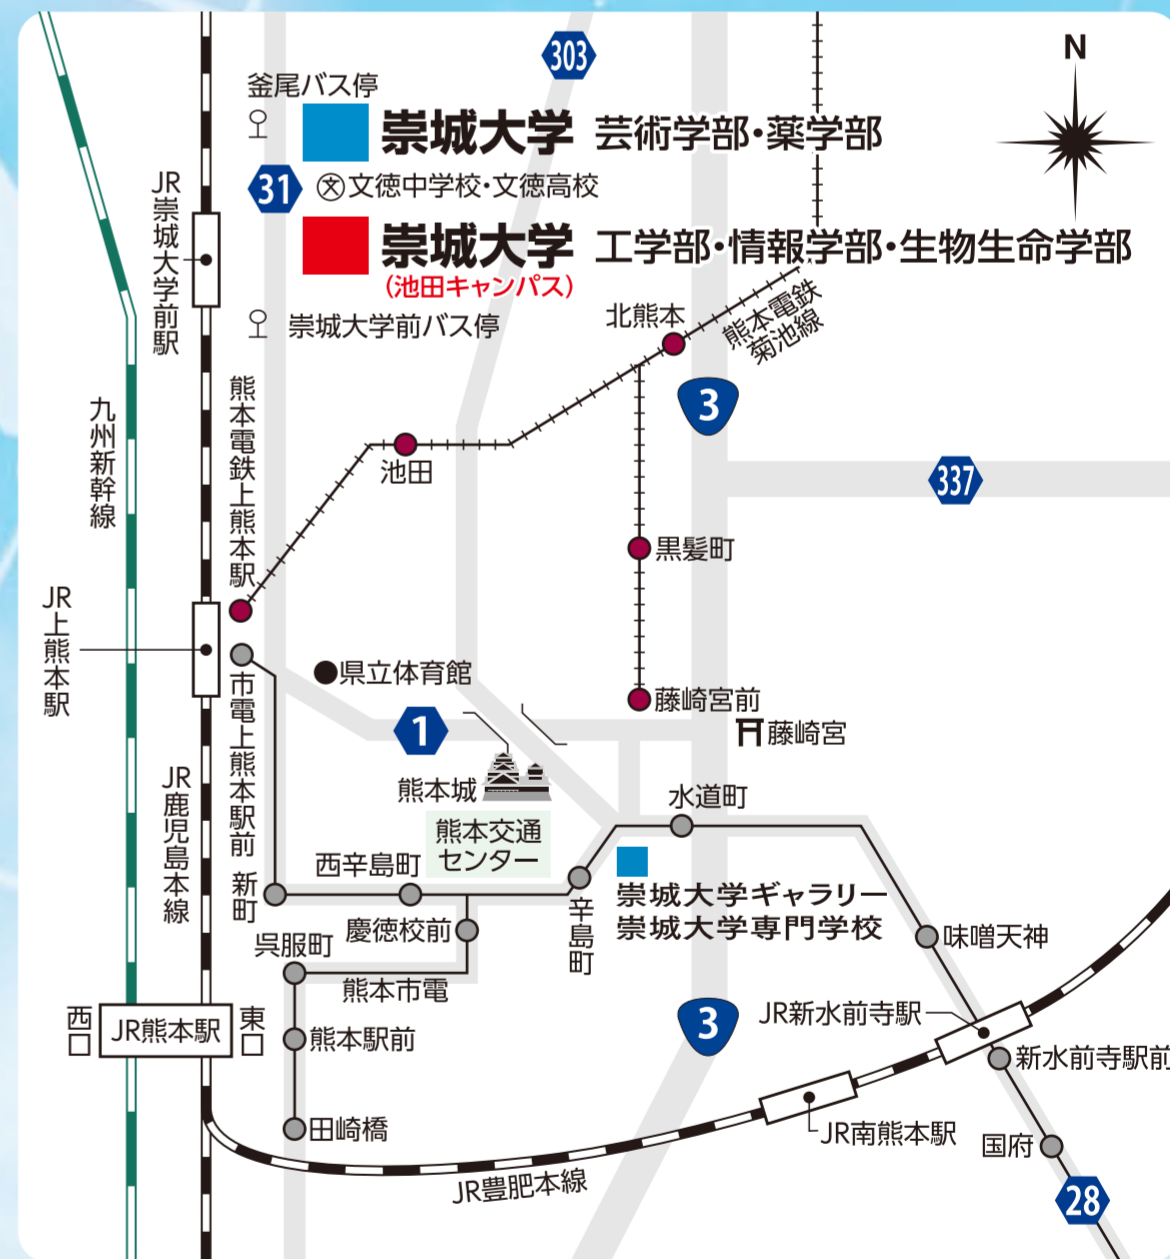 N
303
釜尾バス停
崇城大学 芸術学部・薬学部
31
文 文徳中学校・文徳高校
JR崇城大学前駅
崇城大学 工学部・情報学部・生物生命学部
(池田キャンパス)
崇城大学前バス停
北熊本
熊本電鉄
菊池線
3
熊本電鉄上熊本駅
九州新幹線
池田
337
黒髪町
JR上熊本駅
県立体育館
藤崎宮前
藤崎宮
市電上熊本駅前
1
熊本城
JR鹿児島本線
水道町
熊本交通
センター
西辛島町
新町
崇城大学ギャラリー
崇城大学専門学校
辛島町
慶徳校前
呉服町
味噌天神
熊本市電
西口
JR熊本駅
東口
3
JR新水前寺駅
熊本駅前
新水前寺駅前
田崎橋
JR南熊本駅
国府
JR豊肥本線
28